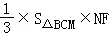 1/3 × S△BCM × NF